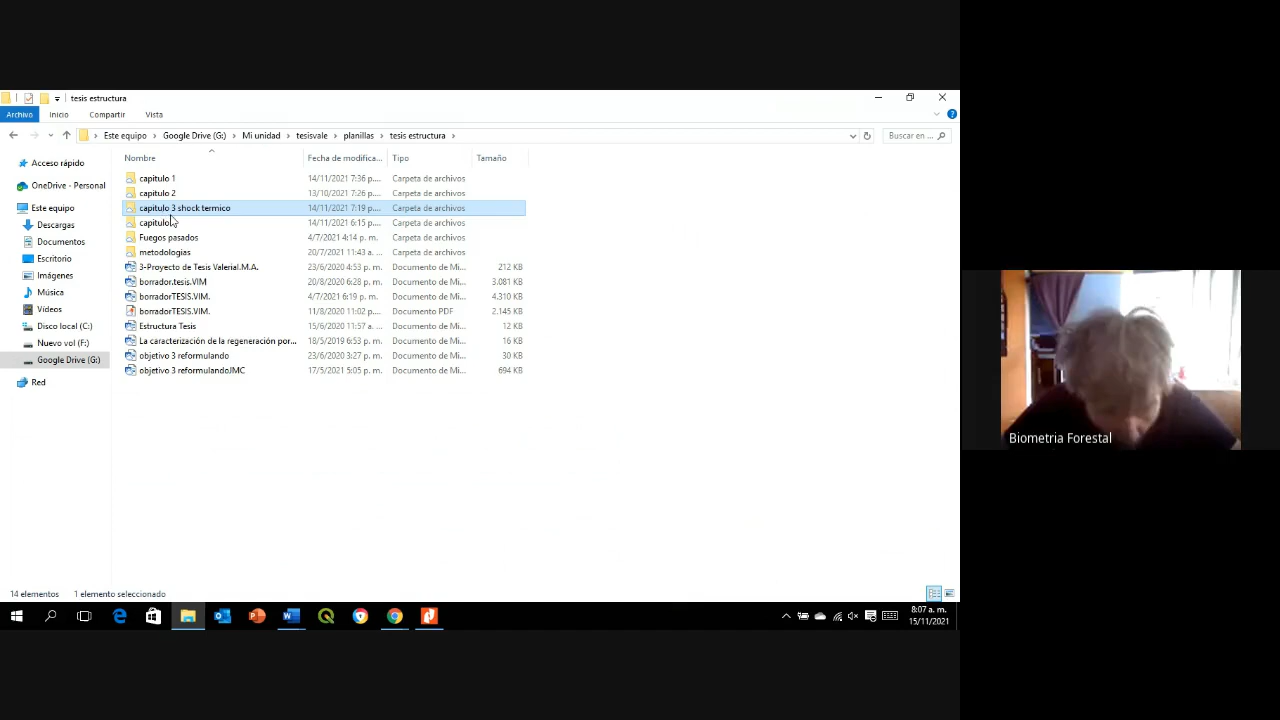 tesis estructura
Archivo Inicio Compartir Vista
Este equipo Google Drive (G:) Mi unidad tesisvale planillas tesis estructura Buscar en ...
Nombre Fecha de modifica... Tipo Tamaño
Acceso rápido
OneDrive - Personal
Este equipo
Descargas
Documentos
Escritorio
Imágenes
Música
Vídeos
Disco local (C:)
Nuevo vol (F:)
Google Drive (G:)
Red
capitulo 1 14/11/2021 7:36 p.... Carpeta de archivos
capitulo 2 13/10/2021 7:26 p.... Carpeta de archivos
capitulo 3 shock termico 14/11/2021 7:19 p.... Carpeta de archivos
capitulo 14/11/2021 6:15 p.... Carpeta de archivos
Fuegos pasados 4/7/2021 4:14 p. m. Carpeta de archivos
metodologias 20/7/2021 11:43 a. ... Carpeta de archivos
3-Proyecto de Tesis Valerial.M.A. 23/6/2020 4:53 p. m. Documento de Mi... 212 KB
borrador.tesis.VIM 20/8/2020 6:28 p. m. Documento de Mi... 3.081 KB
borradorTESIS.VIM. 4/7/2021 6:19 p. m. Documento de Mi... 4.310 KB
borradorTESIS.VIM. 11/8/2020 11:02 p.... Documento PDF 2.145 KB
Estructura Tesis 15/6/2020 11:57 a. ... Documento de Mi... 12 KB
La caracterización de la regeneración por... 18/5/2019 6:53 p. m. Documento de Mi... 16 KB
objetivo 3 reformulando 23/6/2020 3:27 p. m. Documento de Mi... 30 KB
objetivo 3 reformulandoJMC 17/5/2021 5:05 p. m. Documento de Mi... 694 KB
14 elementos 1 elemento seleccionado
8:07 a. m.
15/11/2021
Biometria Forestal